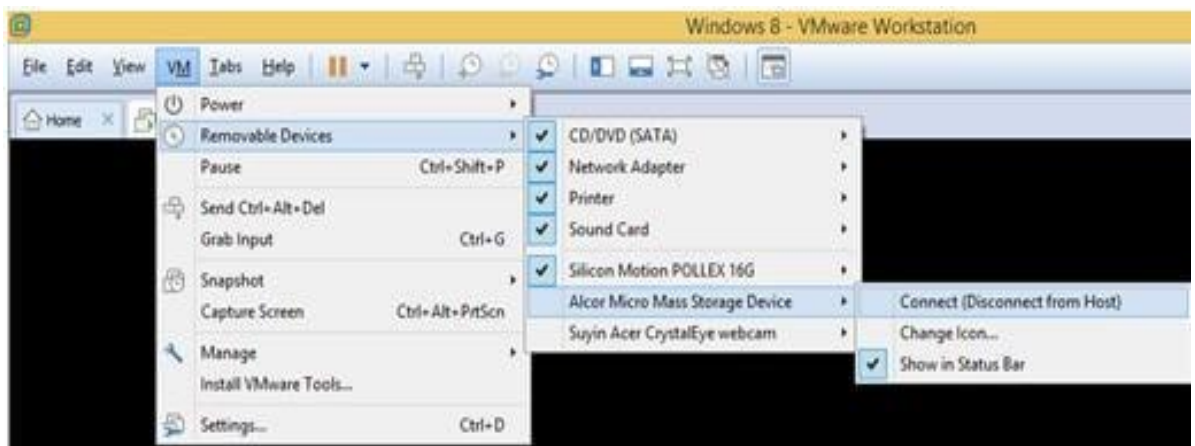 Windows 8 - VMware Workstation
File Edit View VM Tabs Help
Home
Power
Removable Devices
Pause Ctrl+Shift+P
Send Ctrl+Alt+Del
Grab Input Ctrl+G
Snapshot
Capture Screen Ctrl+Alt+PrtScn
Manage
Install VMware Tools...
Settings... Ctrl+D
CD/DVD (SATA)
Network Adapter
Printer
Sound Card
Silicon Motion POLLEX 16G
Alcor Micro Mass Storage Device
Suyin Acer CrystalEye webcam
Connect (Disconnect from Host)
Change Icon...
Show in Status Bar